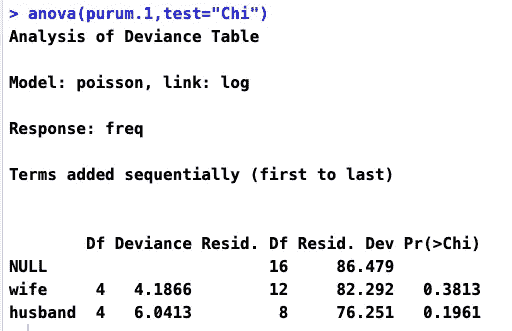 > anova(purum.1,test="Chi")
Analysis of Deviance Table
Model: poisson, link: log
Response: freq
Terms added sequentially (first to last)
Df Deviance Resid. Df Resid. Dev Pr(>Chi)
NULL 16 86.479
wife 4 4.1866 12 82.292 0.3813
husband 4 6.0413 8 76.251 0.1961